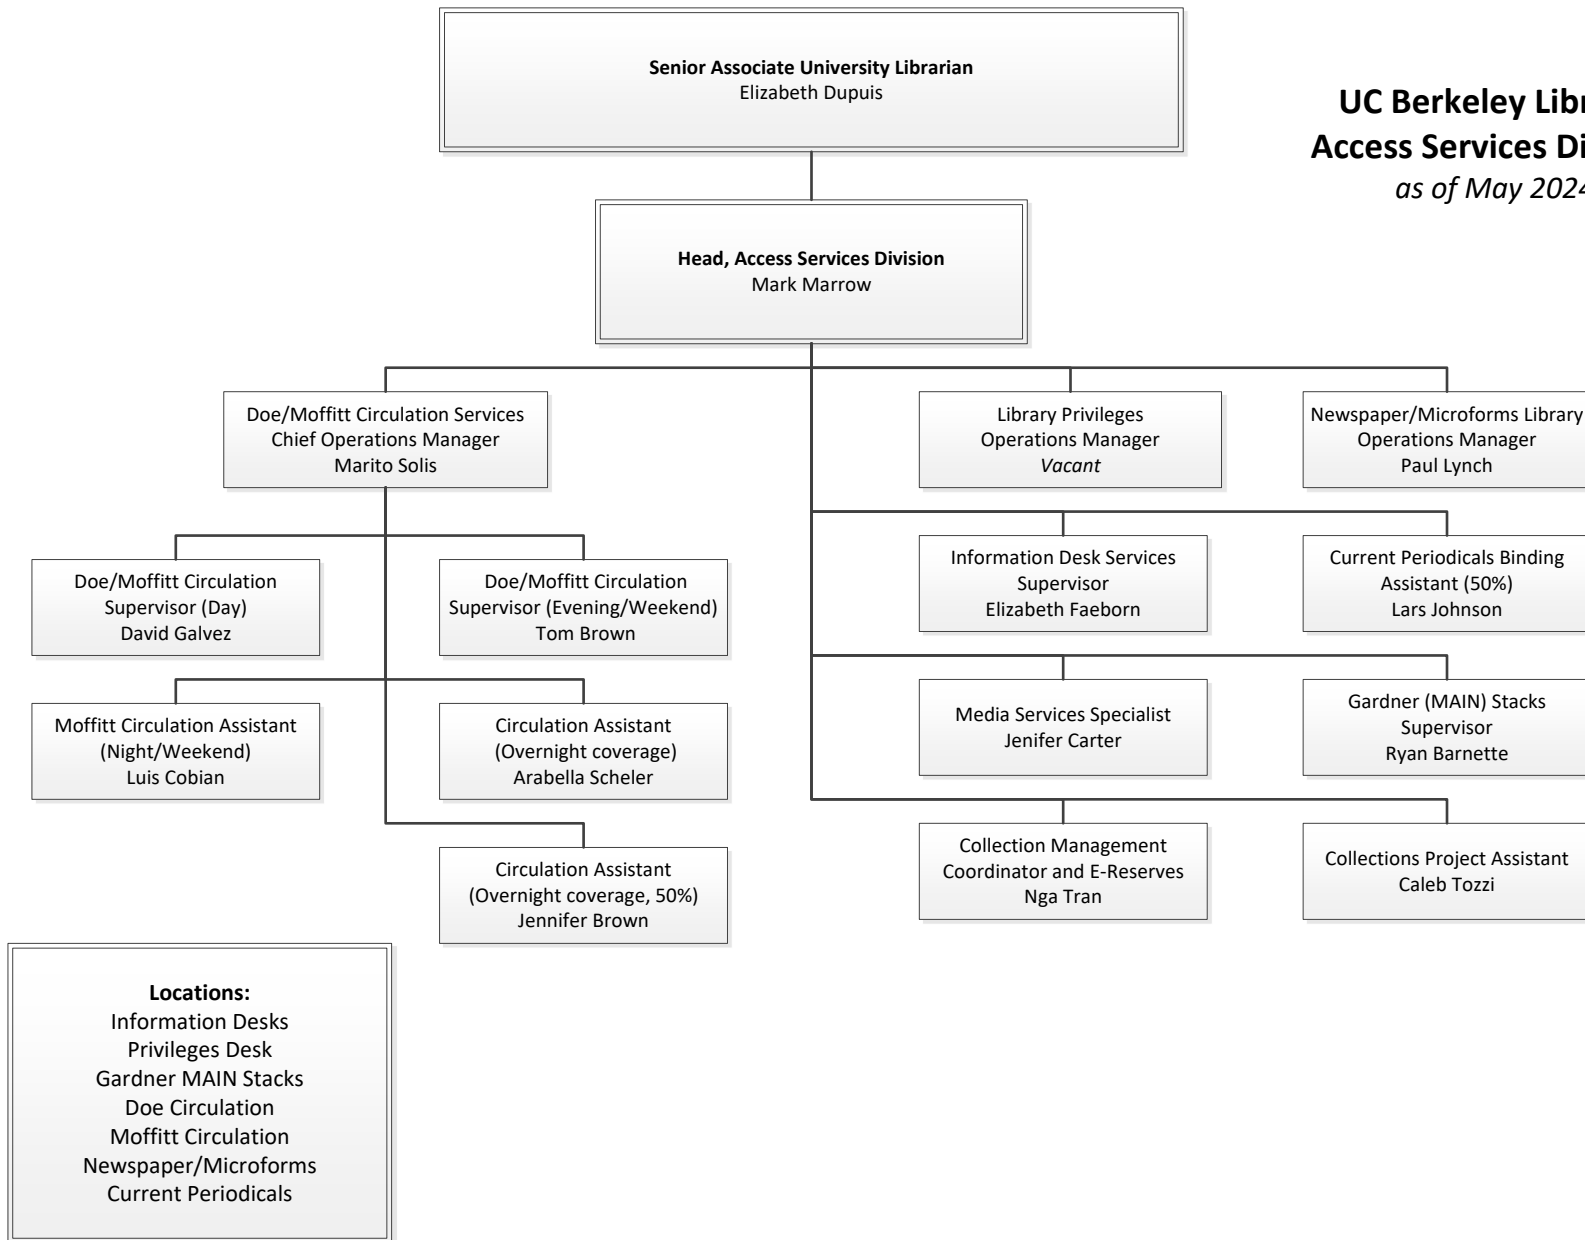 Senior Associate University Librarian
Elizabeth Dupuis
UC Berkeley
Access Services
as of May 2024
Head, Access Services Division
Mark Marrow
Doe/Moffitt Circulation Services
Chief Operations Manager
Marito Solis
Library Privileges
Operations Manager
Vacant
Newspaper/Microforms Library
Operations Manager
Paul Lynch
Doe/Moffitt Circulation
Supervisor (Day)
David Galvez
Doe/Moffitt Circulation
Supervisor (Evening/Weekend)
Tom Brown
Information Desk Services
Supervisor
Elizabeth Faeborn
Current Periodicals Binding
Assistant (50%)
Lars Johnson
Moffitt Circulation Assistant
(Night/Weekend)
Luis Cobian
Circulation Assistant
(Overnight coverage)
Arabella Scheler
Media Services Specialist
Jenifer Carter
Gardner (MAIN) Stacks
Supervisor
Ryan Barnette
Circulation Assistant
(Overnight coverage, 50%)
Jennifer Brown
Collection Management
Coordinator and E-Reserves
Nga Tran
Collections Project Assistant
Caleb Tozzi
Locations:
Information Desks
Privileges Desk
Gardner MAIN Stacks
Doe Circulation
Moffitt Circulation
Newspaper/Microforms
Current Periodicals